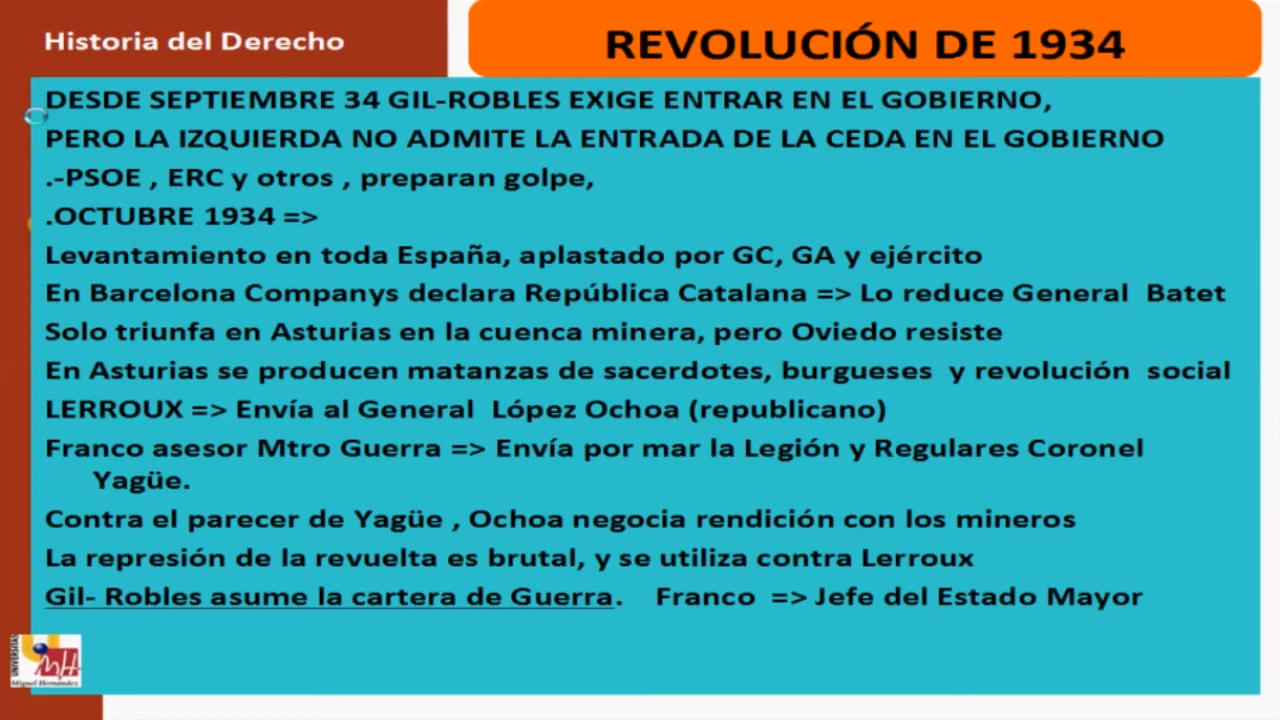 Historia del Derecho
REVOLUCIÓN DE 1934
DESDE SEPTIEMBRE 34 GIL-ROBLES EXIGE ENTRAR EN EL GOBIERNO,
PERO LA IZQUIERDA NO ADMITE LA ENTRADA DE LA CEDA EN EL GOBIERNO
.-PSOE , ERC y otros , preparan golpe,
.OCTUBRE 1934 =>
Levantamiento en toda España, aplastado por GC, GA y ejército
En Barcelona Companys declara República Catalana => Lo reduce General Batet
Solo triunfa en Asturias en la cuenca minera, pero Oviedo resiste
En Asturias se producen matanzas de sacerdotes, burgueses y revolución social
LERROUX => Envía al General López Ochoa (republicano)
Franco asesor Mtro Guerra => Envía por mar la Legión y Regulares Coronel
Yagüe.
Contra el parecer de Yagüe , Ochoa negocia rendición con los mineros
La represión de la revuelta es brutal, y se utiliza contra Lerroux
Gil- Robles asume la cartera de Guerra. Franco => Jefe del Estado Mayor
UNIVERSITAS
MH
Miguel Hernández